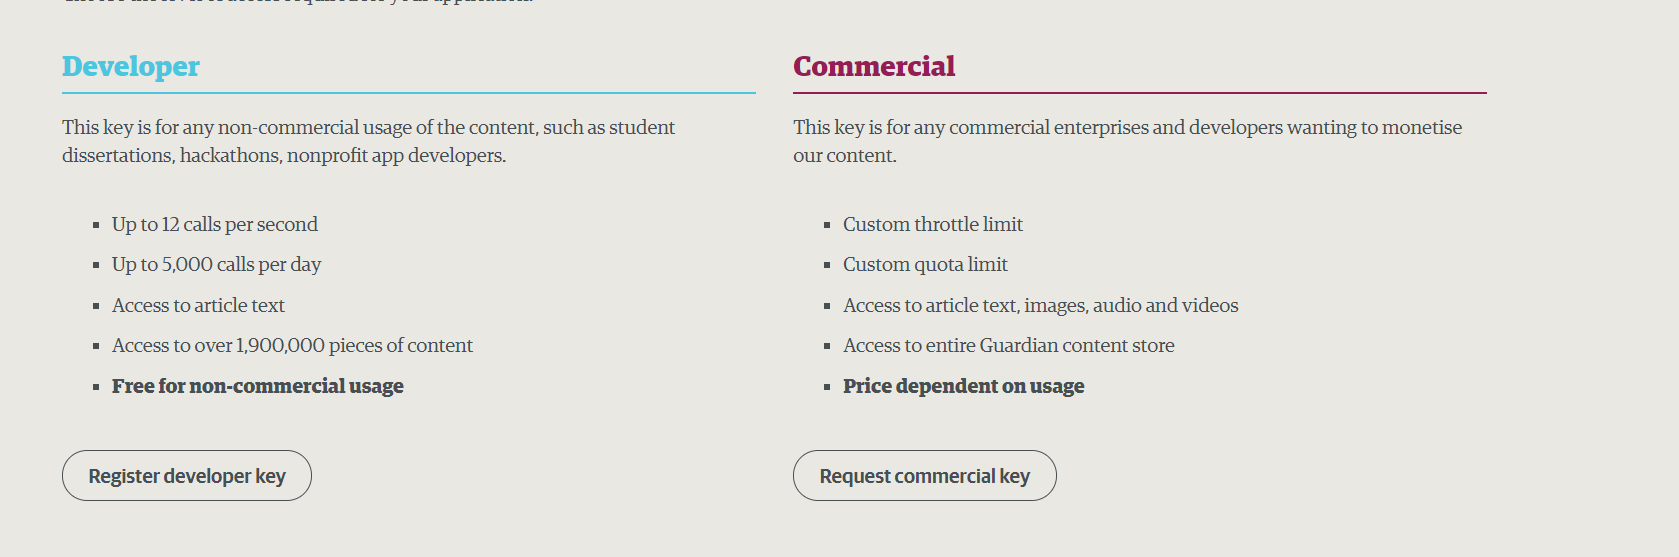 Developer
This key is for any non-commercial usage of the content, such as student
dissertations, hackathons, nonprofit app developers.
Up to 12 calls per second
Up to 5,000 calls per day
Access to article text
Access to over 1,900,000 pieces of content
Free for non-commercial usage
Register developer key
Commercial
This key is for any commercial enterprises and developers wanting to monetise
our content.
Custom throttle limit
Custom quota limit
Access to article text, images, audio and videos
Access to entire Guardian content store
Price dependent on usage
Request commercial key